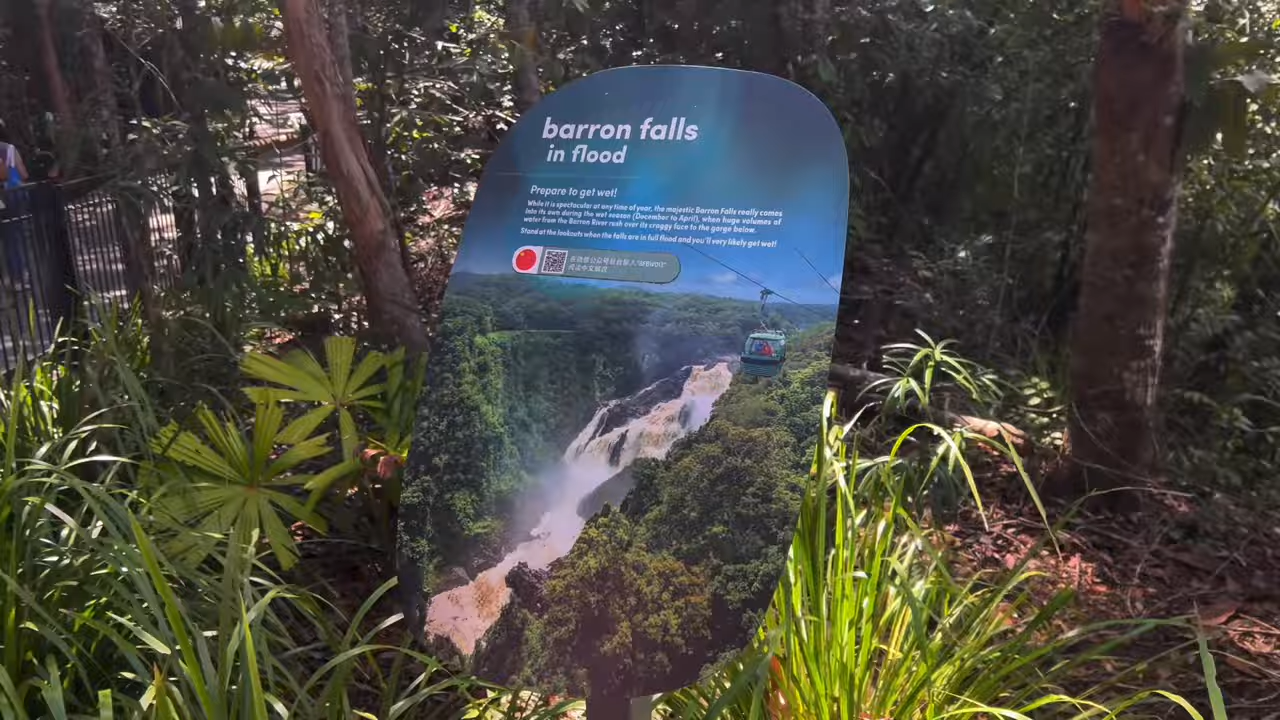 barron falls
in flood
Prepare to get wet!
While it is spectacular at any time of year, the majestic Barron Falls really comes
into its own during the wet season (December to April), when huge volumes of
water from the Barron River rush over its craggy face to the gorge below.
Stand at the lookouts when the falls are in full flood and you'll very likely get wet!